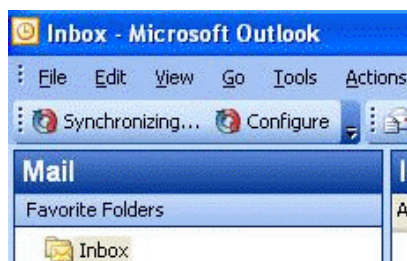 Inbox - Microsoft Outlook
File Edit View Go Tools Actions
Synchronizing... Configure
Mail
Favorite Folders
Inbox